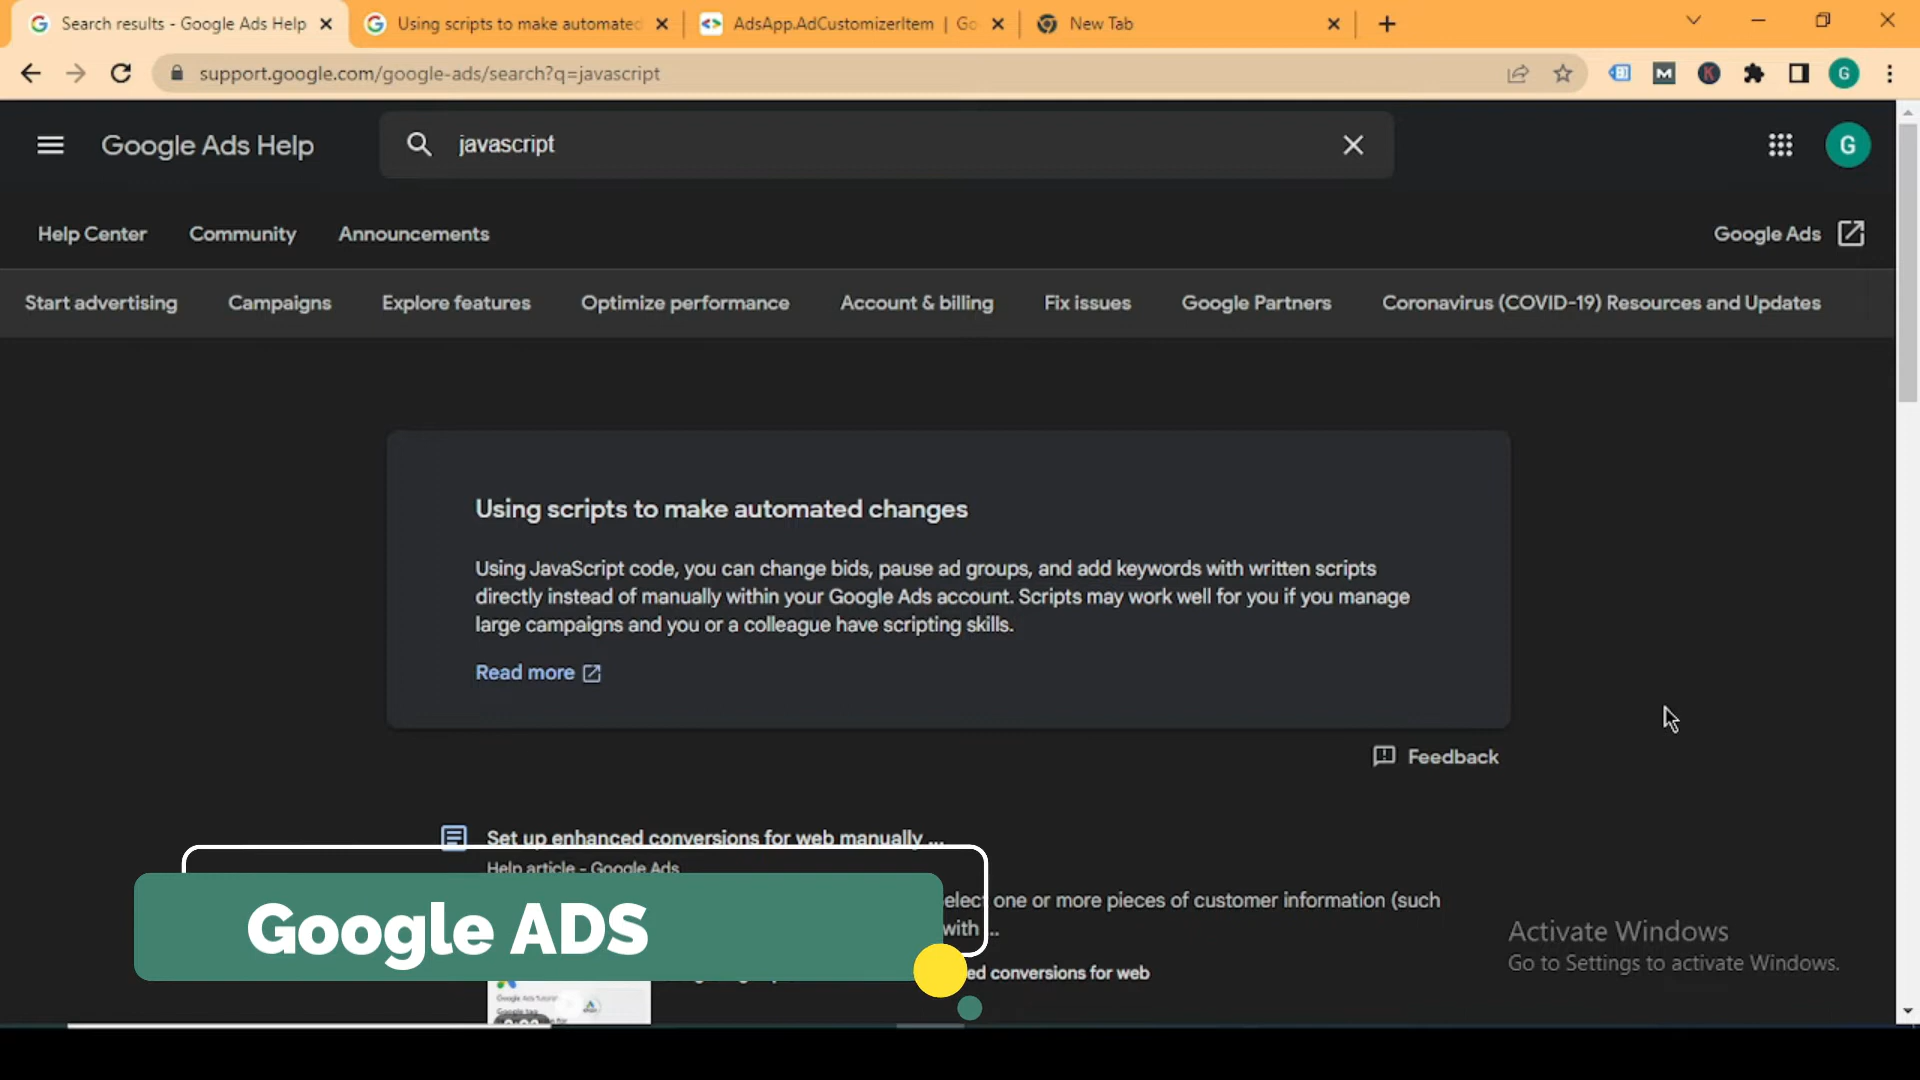 Search results - Google Ads Help
Using scripts to make automated
AdsApp.AdCustomizerItem | Go
New Tab
support.google.com/google-ads/search?q=javascript
G
Google Ads Help
javascript
G
Help Center
Community
Announcements
Google Ads
Start advertising
Campaigns
Explore features
Optimize performance
Account & billing
Fix issues
Google Partners
Coronavirus (COVID-19) Resources and Updates
Using scripts to make automated changes
Using JavaScript code, you can change bids, pause ad groups, and add keywords with written scripts
directly instead of manually within your Google Ads account. Scripts may work well for you if you manage
large campaigns and you or a colleague have scripting skills.
Read more
Feedback
Set up enhanced conversions for web manually ...
Help article - Google Ads
elect one or more pieces of customer information (such
with ...
Google ADS
ed conversions for web
Activate Windows
Go to Settings to activate Windows.